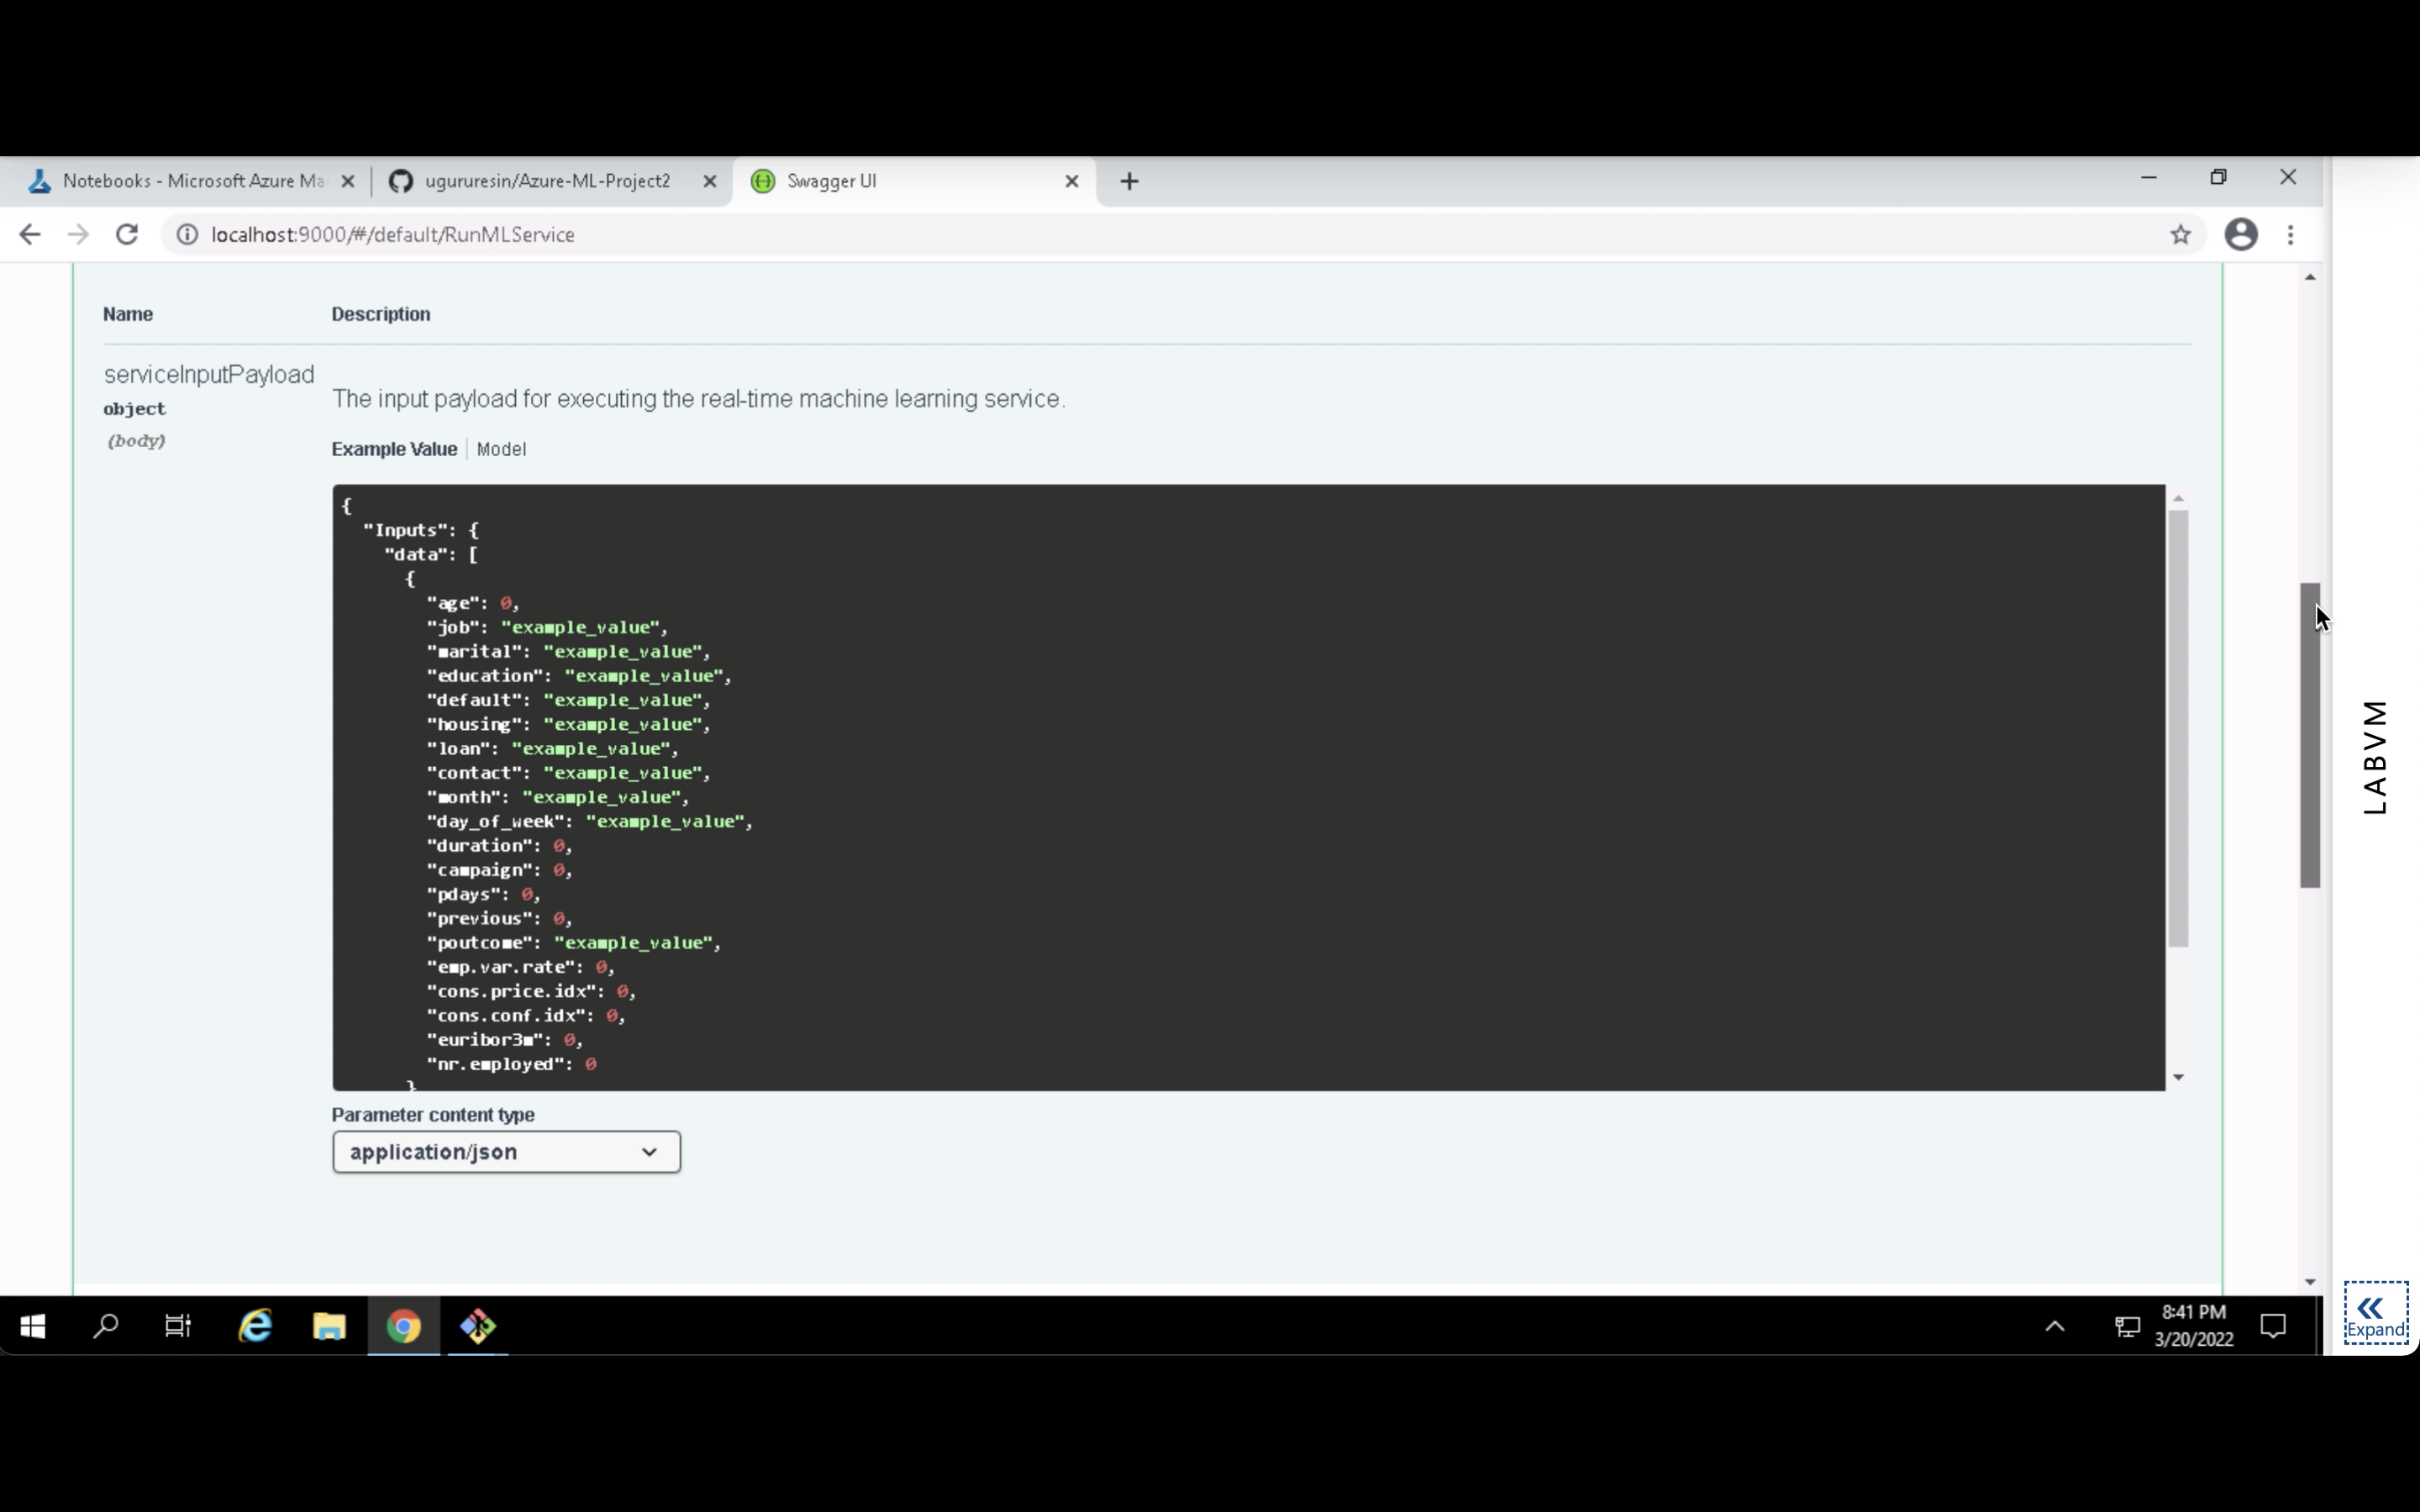 Notebooks - Microsoft Azure Ma
ugururesin/Azure-ML-Project2
Swagger UI
localhost:9000/#/default/RunMLService
Name Description
serviceInputPayload
object
(body)
The input payload for executing the real-time machine learning service.
Example Value Model
{
"Inputs": {
"data": [
{
"age": 0,
"job": "example_value",
"marital": "example_value",
"education": "example_value",
"default": "example_value",
"housing": "example_value",
"loan": "example_value",
"contact": "example_value",
"month": "example_value",
"day_of_week": "example_value",
"duration": 0,
"campaign": 0,
"pdays": 0,
"previous": 0,
"poutcome": "example_value",
"emp.var.rate": 0,
"cons.price.idx": 0,
"cons.conf.idx": 0,
"euribor3m": 0,
"nr.employed": 0
}
Parameter content type
application/json
LABVM
Expand
8:41 PM
3/20/2022